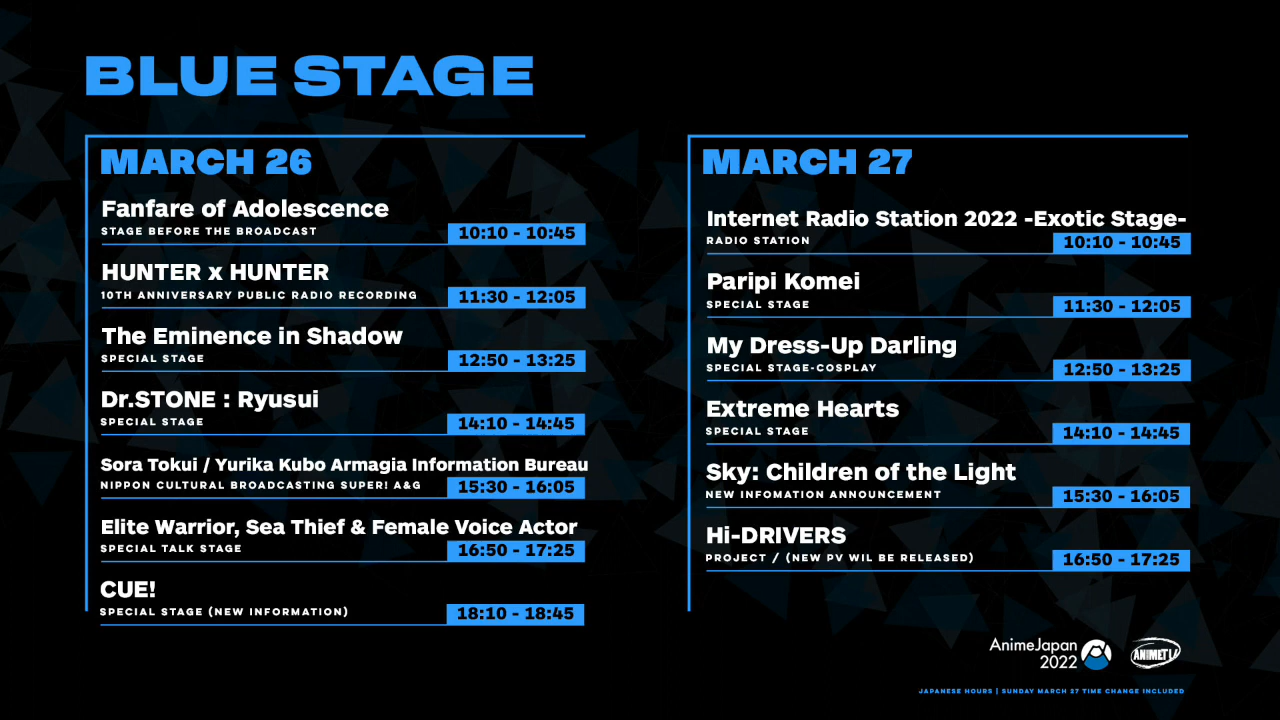 BLUE STAGE
MARCH 26
Fanfare of Adolescence
STAGE BEFORE THE BROADCAST
10:10 - 10:45
HUNTER x HUNTER
10TH ANNIVERSARY PUBLIC RADIO RECORDING
11:30 - 12:05
The Eminence in Shadow
SPECIAL STAGE
12:50 - 13:25
Dr.STONE : Ryusui
SPECIAL STAGE
14:10 - 14:45
Sora Tokui / Yurika Kubo Armagia Information Bureau
NIPPON CULTURAL BROADCASTING SUPER! A&G
15:30 - 16:05
Elite Warrior, Sea Thief & Female Voice Actor
SPECIAL TALK STAGE
16:50 - 17:25
CUE!
SPECIAL STAGE (NEW INFORMATION)
18:10 - 18:45
MARCH 27
Internet Radio Station 2022 -Exotic Stage-
RADIO STATION
10:10 - 10:45
Paripi Komei
SPECIAL STAGE
11:30 - 12:05
My Dress-Up Darling
SPECIAL STAGE-COSPLAY
12:50 - 13:25
Extreme Hearts
SPECIAL STAGE
14:10 - 14:45
Sky: Children of the Light
NEW INFOMATION ANNOUNCEMENT
15:30 - 16:05
Hi-DRIVERS
PROJECT / (NEW PV WIL BE RELEASED)
16:50 - 17:25
AnimeJapan
2022
ANIMETV
JAPANESE HOURS | SUNDAY MARCH 27 TIME CHANGE INCLUDED